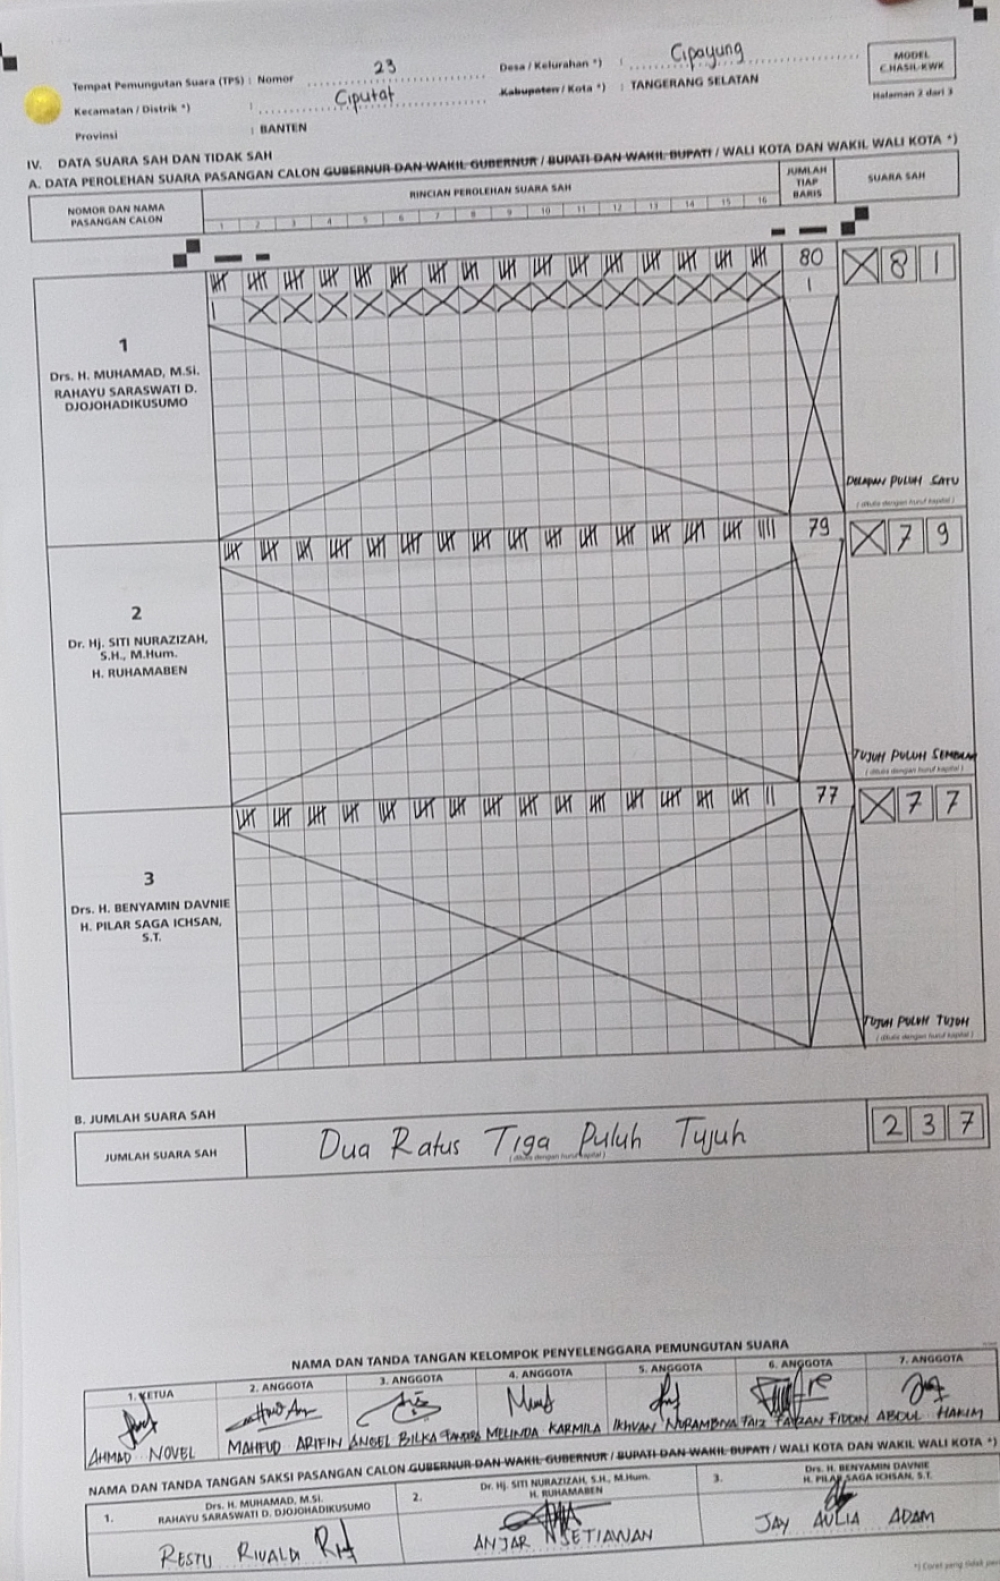 Tempat Pemungutan Suara (TPS) : Nomor 23 Desa / Kelurahan *) : Cipayung
Kecamatan / Distrik *) : Ciputat Kabupaten / Kota *) : TANGERANG SELATAN
Provinsi : BANTEN
MODEL
C.HASIL-KWK
Halaman 2 dari 3
IV. DATA SUARA SAH DAN TIDAK SAH
A. DATA PEROLEHAN SUARA PASANGAN CALON GUBERNUR DAN WAKIL GUBERNUR / BUPATI DAN WAKIL BUPATI / WALI KOTA DAN WAKIL WALI KOTA *)
NOMOR DAN NAMA
PASANGAN CALON
RINCIAN PEROLEHAN SUARA SAH
1 2 3 4 5 6 7 8 9 10 11 12 13 14 15 16
JUMLAH
TIAP
BARIS
SUARA SAH
80
1
X 8 1
1
Drs. H. MUHAMAD, M.Si.
RAHAYU SARASWATI D.
DJOJOHADIKUSUMO
DELAPAN PULUH SATU
(ditulis dengan huruf kapital)
79
X 7 9
2
Dr. Hj. SITI NURAZIZAH,
S.H., M.Hum.
H. RUHAMABEN
TUJUH PULUH SEMBILAN
(ditulis dengan huruf kapital)
77
X 7 7
3
Drs. H. BENYAMIN DAVNIE
H. PILAR SAGA ICHSAN,
S.T.
TUJUH PULUH TUJUH
(ditulis dengan huruf kapital)
B. JUMLAH SUARA SAH
JUMLAH SUARA SAH
Dua Ratus Tiga Puluh Tujuh
(ditulis dengan huruf kapital)
2 3 7
NAMA DAN TANDA TANGAN KELOMPOK PENYELENGGARA PEMUNGUTAN SUARA
1. KETUA 2. ANGGOTA 3. ANGGOTA 4. ANGGOTA 5. ANGGOTA 6. ANGGOTA 7. ANGGOTA
AHMAD NOVEL MAHFUD ARIFIN ANGEL BILKA MELINDA KARMILA IKHVAN NURAMBIYA FAIZ FAUZAN FIDDIN ABDUL HAKIM
NAMA DAN TANDA TANGAN SAKSI PASANGAN CALON GUBERNUR DAN WAKIL GUBERNUR / BUPATI DAN WAKIL BUPATI / WALI KOTA DAN WAKIL WALI KOTA *)
1. Drs. H. MUHAMAD, M.Si.
RAHAYU SARASWATI D. DJOJOHADIKUSUMO
RESTU RIVALDI
2. Dr. Hj. SITI NURAZIZAH, S.H., M.Hum.
H. RUHAMABEN
ANJAR SETIAWAN
3. Drs. H. BENYAMIN DAVNIE
H. PILAR SAGA ICHSAN, S.T.
JAY AULIA ADAM
*) Coret yang tidak